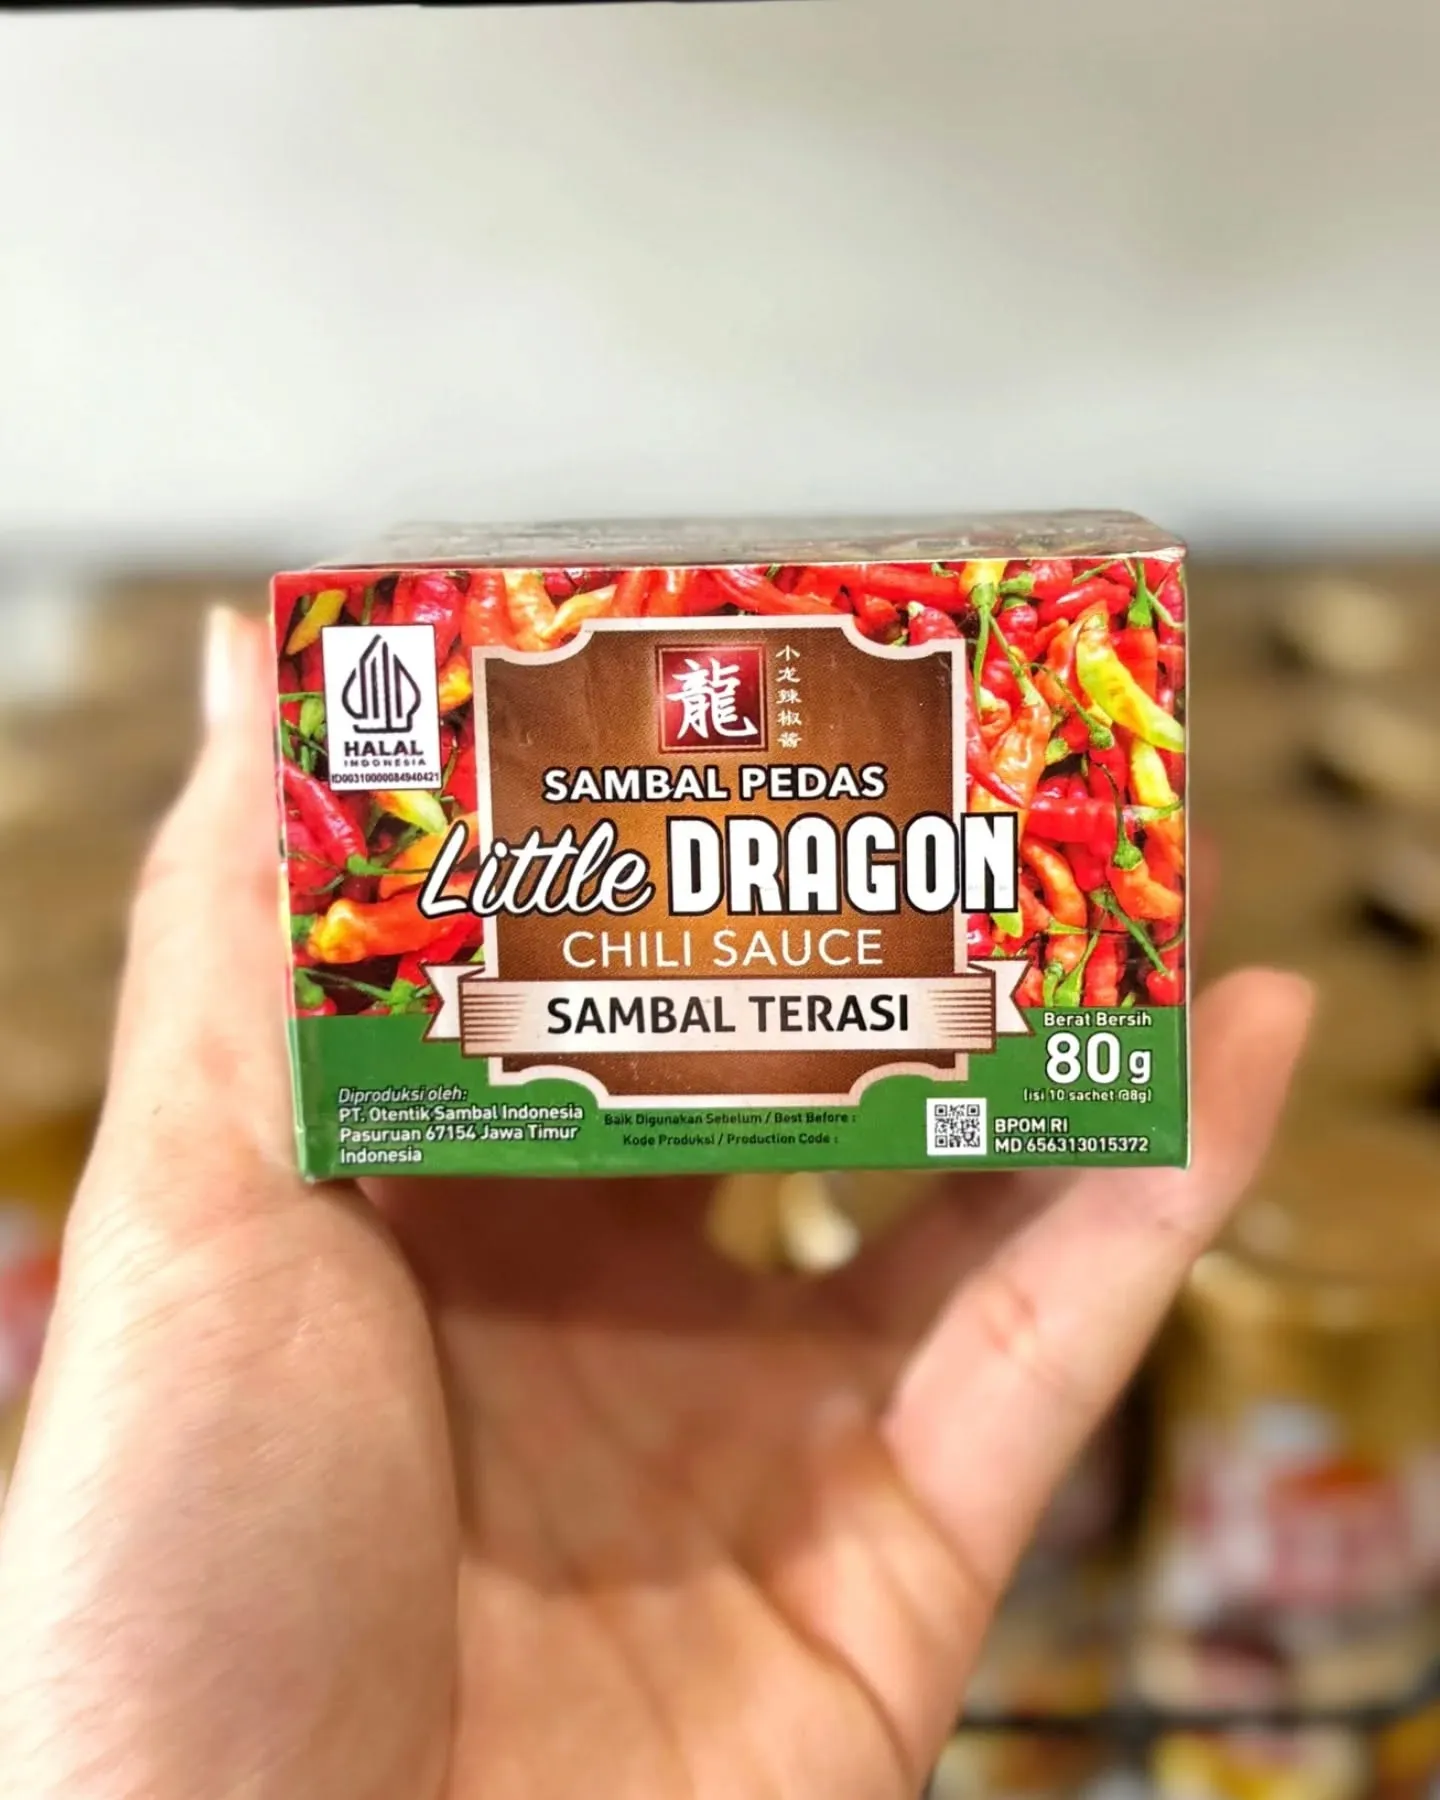 HALAL
INDONESIA
ID00310000084940421
龍
小龙辣椒酱
SAMBAL PEDAS
Little DRAGON
CHILI SAUCE
SAMBAL TERASI
Berat Bersih
80g
(isi 10 sachet @8g)
Diproduksi oleh:
PT. Otentik Sambal Indonesia
Pasuruan 67154 Jawa Timur
Indonesia
Baik Digunakan Sebelum / Best Before :
Kode Produksi / Production Code :
BPOM RI
MD 656313015372